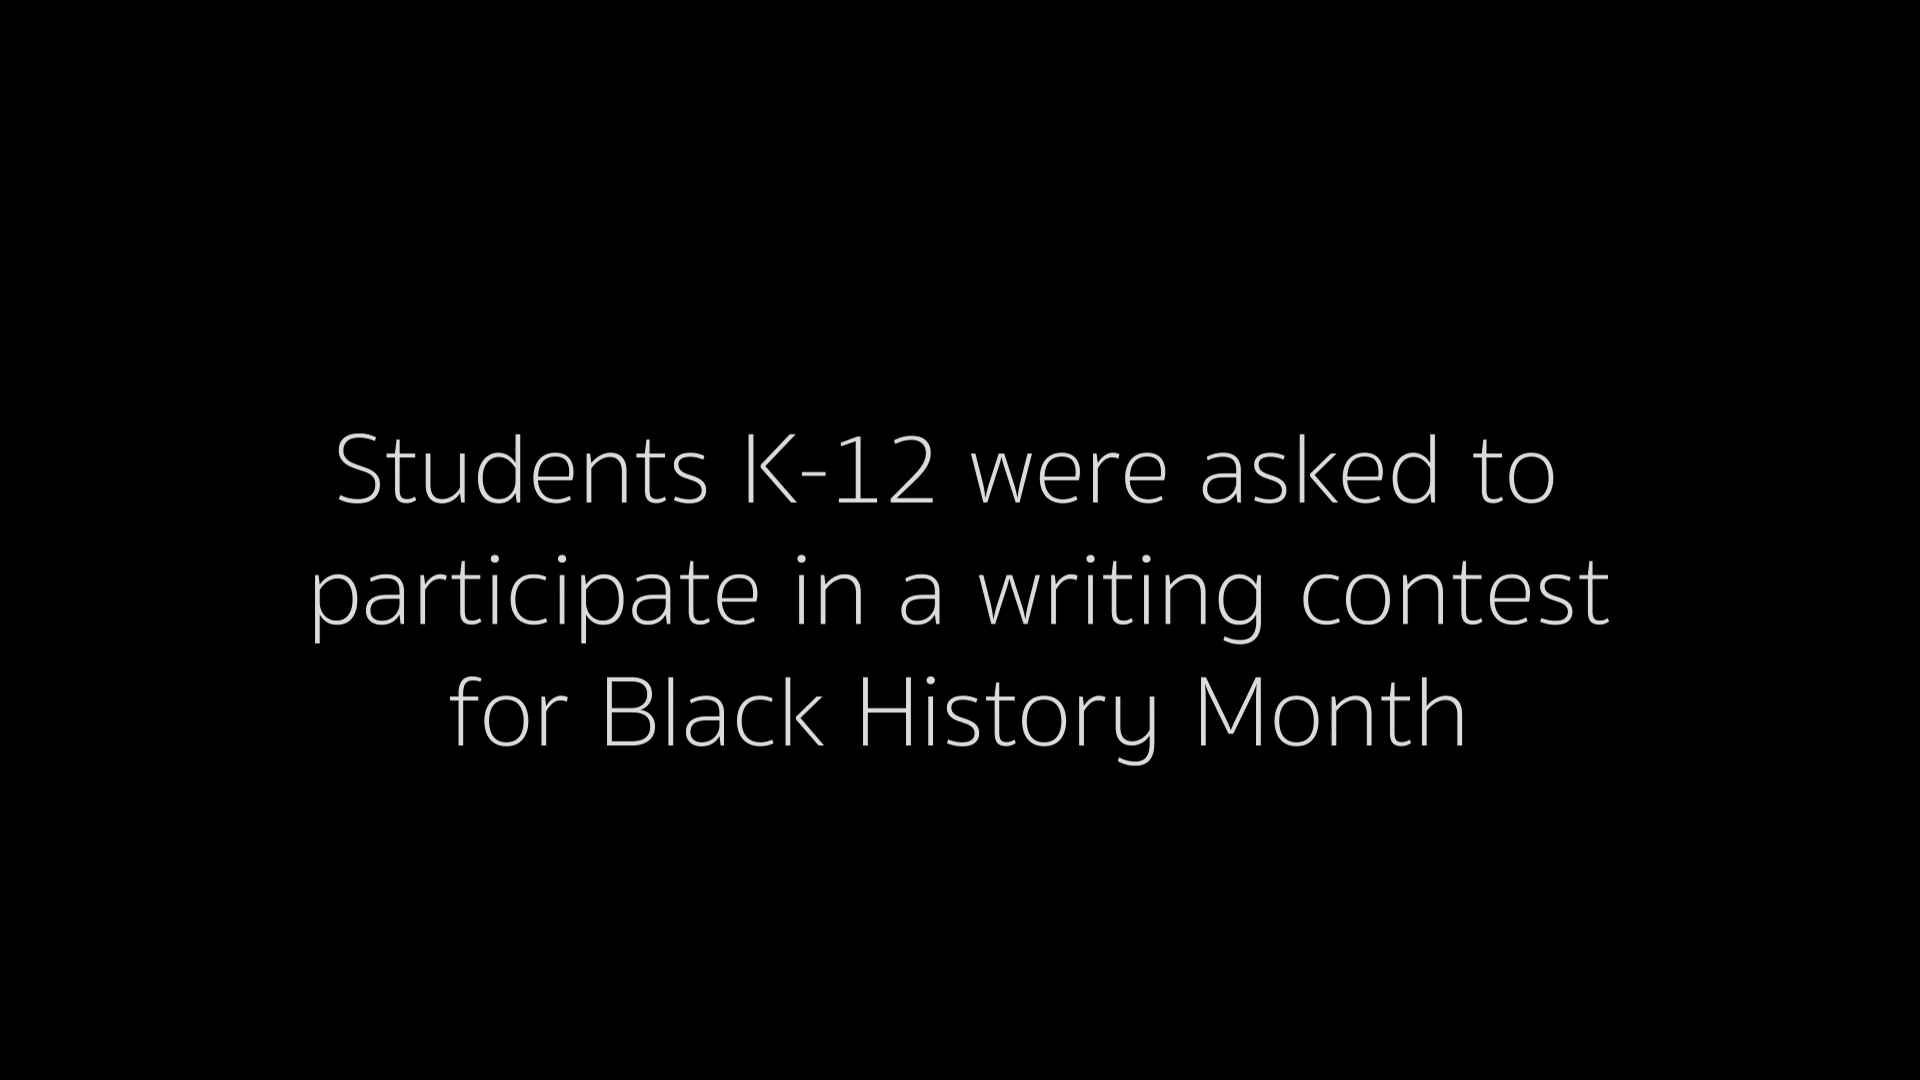 Students K-12 were asked to
participate in a writing contest
for Black History Month